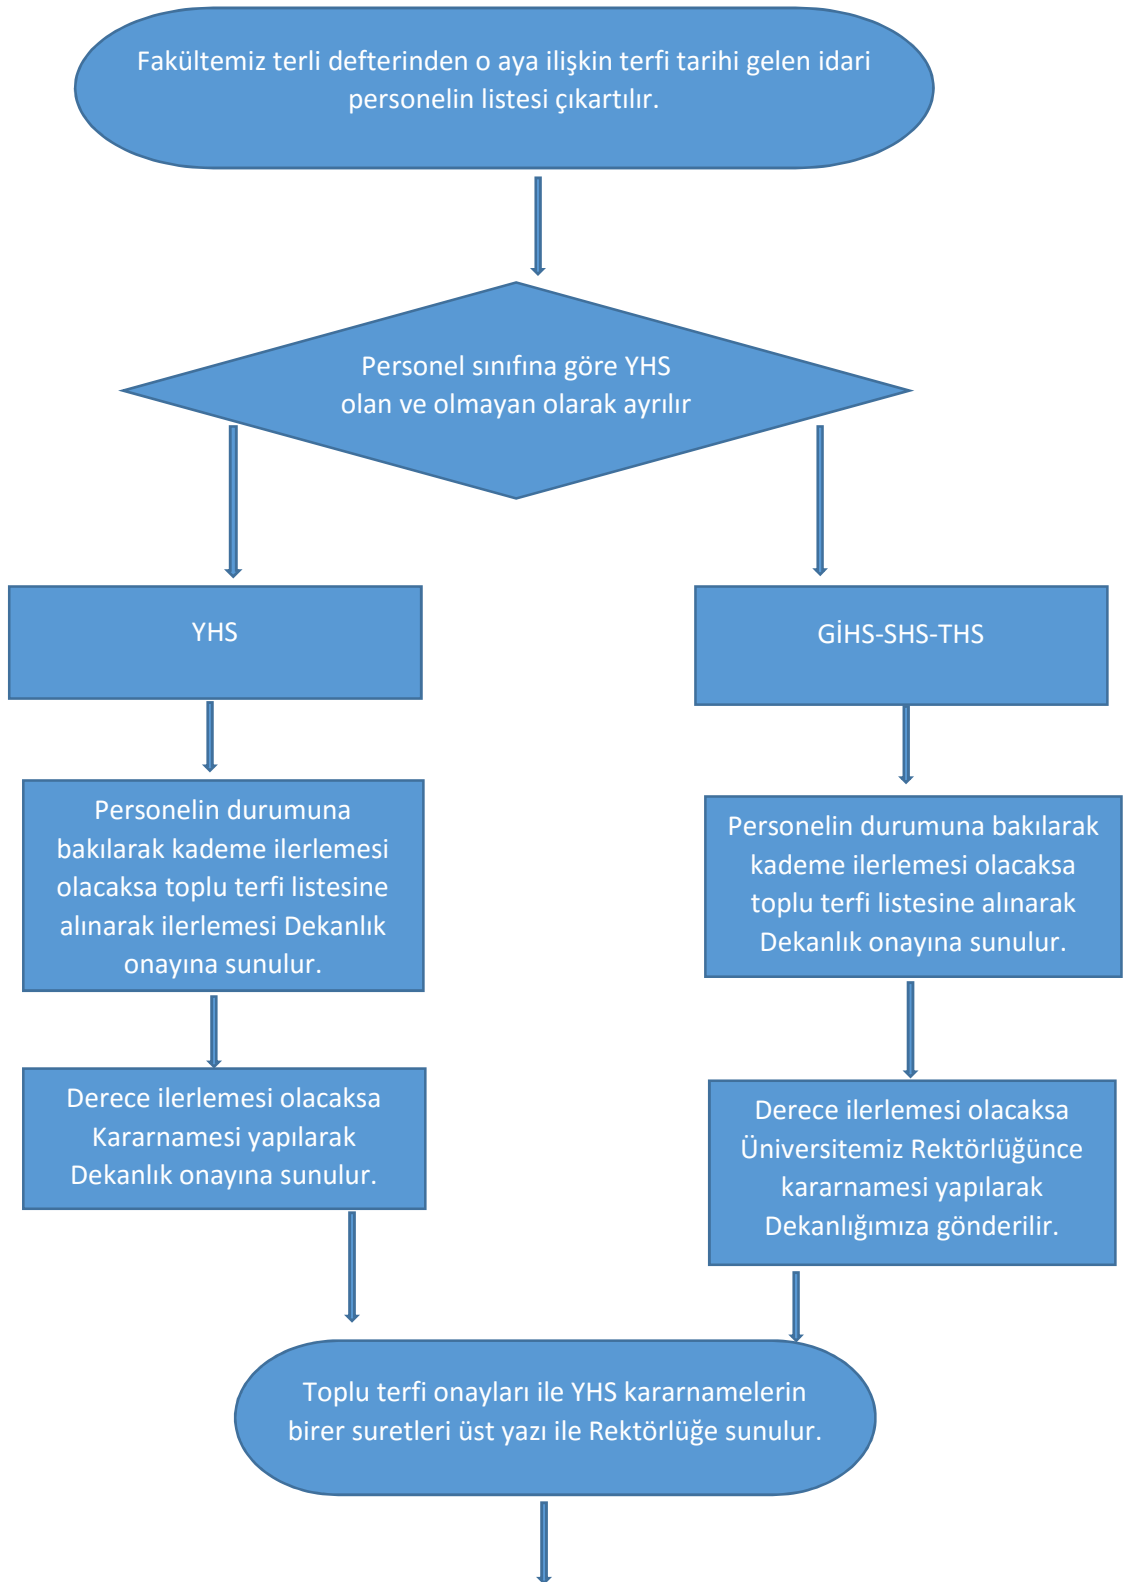 Fakültemiz terli defterinden o aya ilişkin terfi tarihi gelen idari
personelin listesi çıkartılır.
Personel sınıfına göre YHS
olan ve olmayan olarak ayrılır
YHS
GİHS-SHS-THS
Personelin durumuna
bakılarak kademe ilerlemesi
olacaksa toplu terfi listesine
alınarak ilerlemesi Dekanlık
onayına sunulur.
Personelin durumuna bakılarak
kademe ilerlemesi olacaksa
toplu terfi listesine alınarak
Dekanlık onayına sunulur.
Derece ilerlemesi olacaksa
Kararnamesi yapılarak
Dekanlık onayına sunulur.
Derece ilerlemesi olacaksa
Üniversitemiz Rektörlüğünce
kararnamesi yapılarak
Dekanlığımıza gönderilir.
Toplu terfi onayları ile YHS kararnamelerin
birer suretleri üst yazı ile Rektörlüğe sunulur.